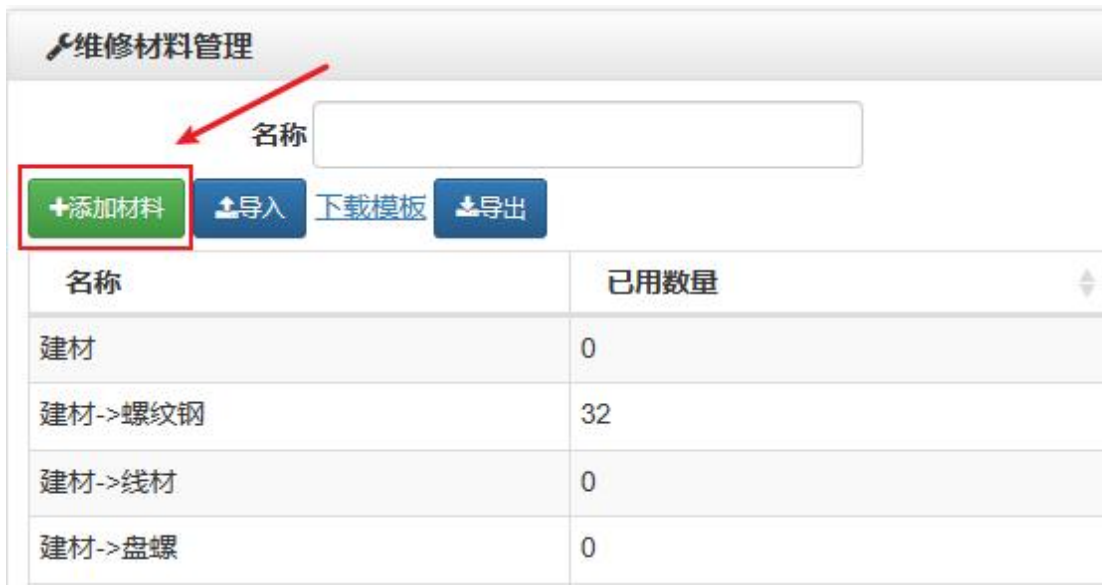 维修材料管理
名称
+添加材料 导入 下载模板 导出
名称 已用数量
建材 0
建材->螺纹钢 32
建材->线材 0
建材->盘螺 0